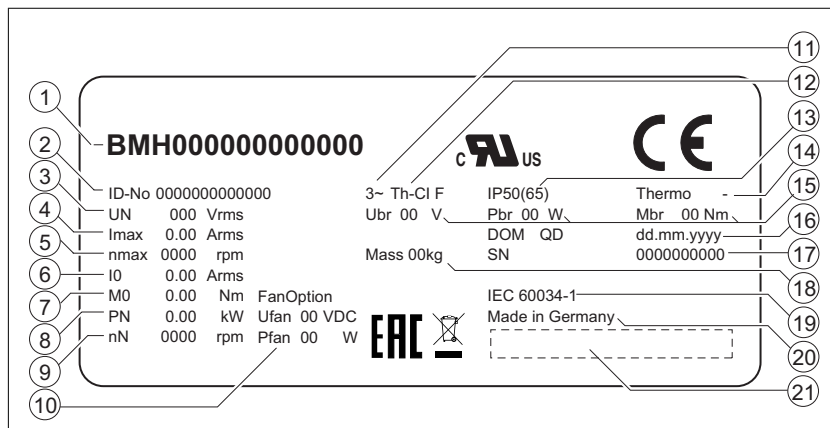 11
12
1 13
BMH000000000000 c RU US CE
2 14
ID-No 0000000000000 3~ Th-Cl F IP50(65) Thermo -
3 15
UN 000 Vrms Ubr 00 V Pbr 00 W Mbr 00 Nm
4 Imax 0.00 Arms DOM QD dd.mm.yyyy 16
5 nmax 0000 rpm Mass 00kg SN 0000000000 17
6 I0 0.00 Arms 18
7 M0 0.00 Nm FanOption IEC 60034-1 19
8 PN 0.00 kW Ufan 00 VDC EAC Made in Germany
9 nN 0000 rpm Pfan 00 W 20
10 21